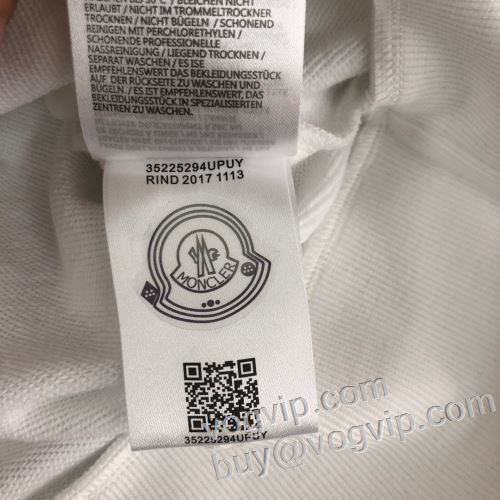 ERLAUBT / NICHT IM TROMMELTROCKNER
TROCKNEN / NICHT BÜGELN / SCHONEND
REINIGEN MIT PERCHLORETHYLEN /
SCHONENDE PROFESSIONELLE
NASSREINIGUNG / LIEGEND TROCKNEN /
SEPARAT WASCHEN / ES ISE
EMPFEHLENSWERT DAS BEKLEIDUNGSSTÜCK
AUF DER RÜCKSEITE ZU WASCHEN UND
BÜGELN. / ES IST EMPFEHLENSWERT, DAS
BEKLEIDUNGSSTÜCK IN SPEZIALISIERTEN
ZENTREN ZU WASCHEN.
35225294UPUY
RIND 2017 1113
MONCLER
35225294UPUY
vogvip.com
buy@vogvip.com